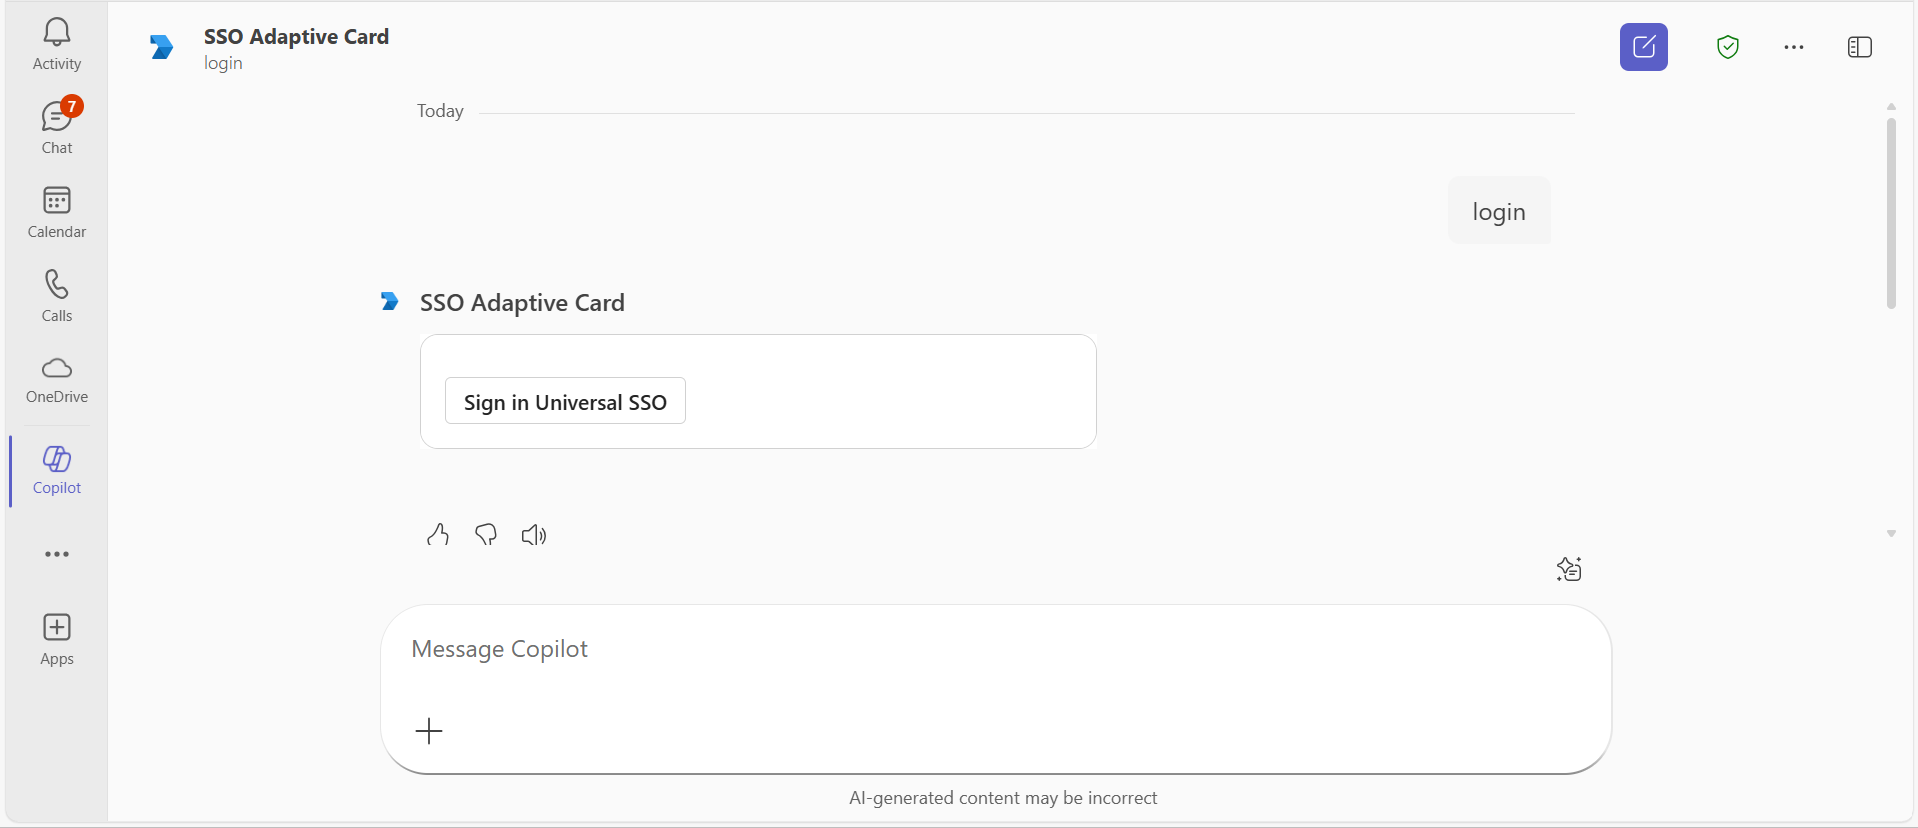 Activity
7
Chat
Calendar
Calls
OneDrive
Copilot
Apps
SSO Adaptive Card
login
Today
login
SSO Adaptive Card
Sign in Universal SSO
Message Copilot
AI-generated content may be incorrect